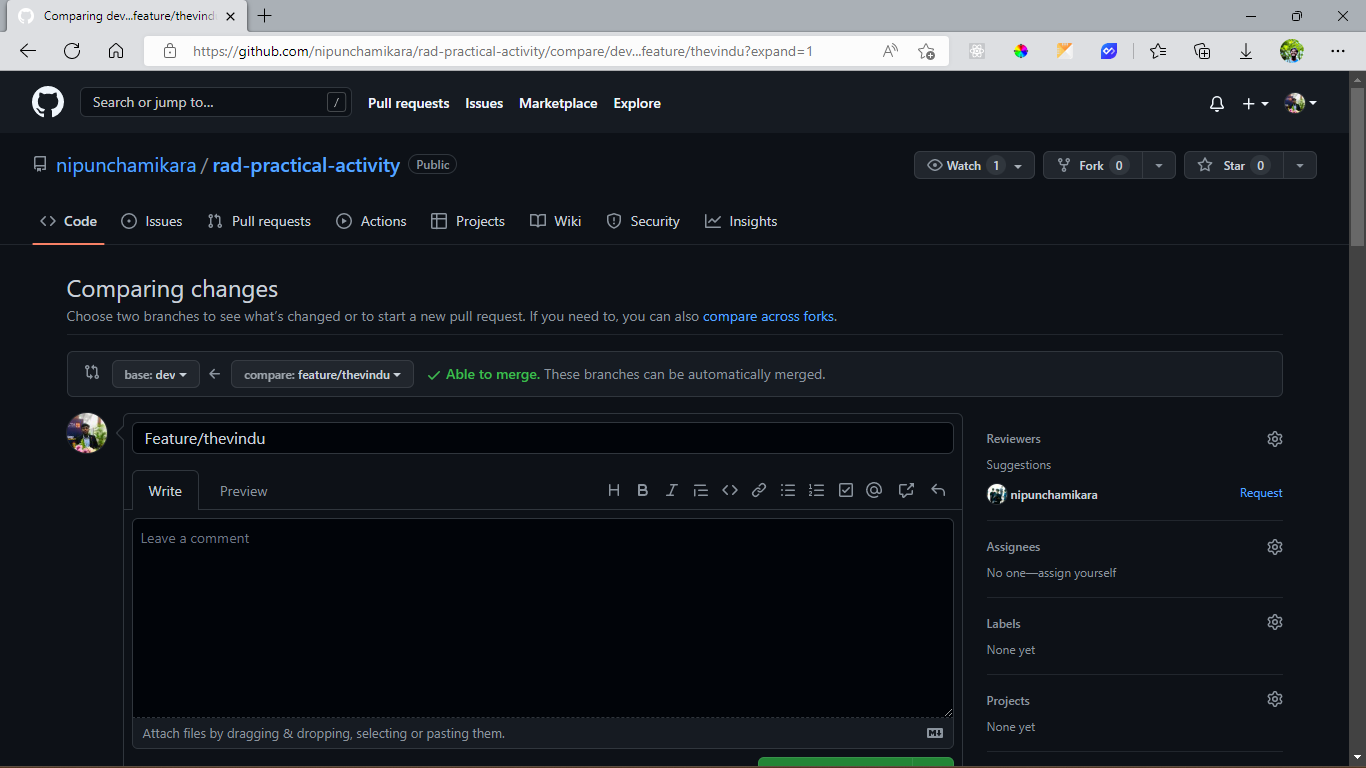 Comparing dev...feature/thevind
https://github.com/nipunchamikara/rad-practical-activity/compare/dev...feature/thevindu?expand=1
Search or jump to... /
Pull requests Issues Marketplace Explore
nipunchamikara / rad-practical-activity Public
Watch 1 Fork 0 Star 0
Code Issues Pull requests Actions Projects Wiki Security Insights
Comparing changes
Choose two branches to see what's changed or to start a new pull request. If you need to, you can also compare across forks.
base: dev compare: feature/thevindu Able to merge. These branches can be automatically merged.
Feature/thevindu
Write Preview
Leave a comment
Attach files by dragging & dropping, selecting or pasting them.
Reviewers
Suggestions
nipunchamikara Request
Assignees
No one—assign yourself
Labels
None yet
Projects
None yet